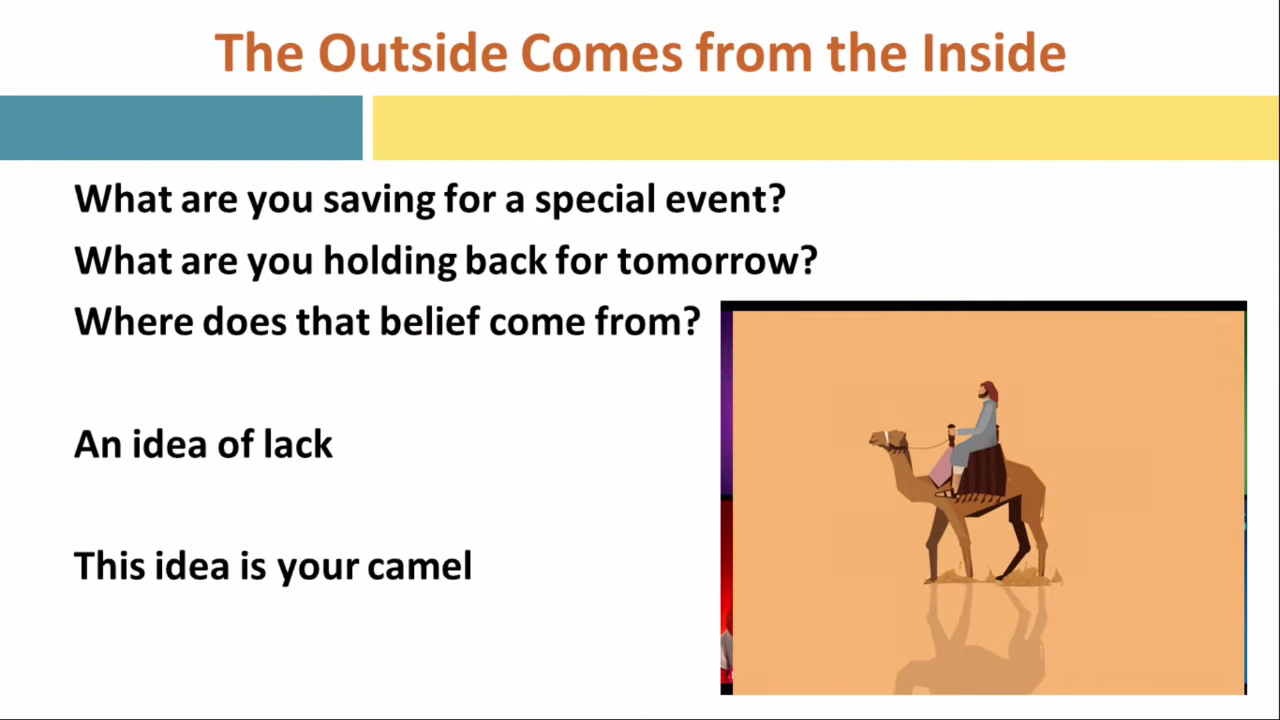 The Outside Comes from the Inside
What are you saving for a special event?
What are you holding back for tomorrow?
Where does that belief come from?
An idea of lack
This idea is your camel